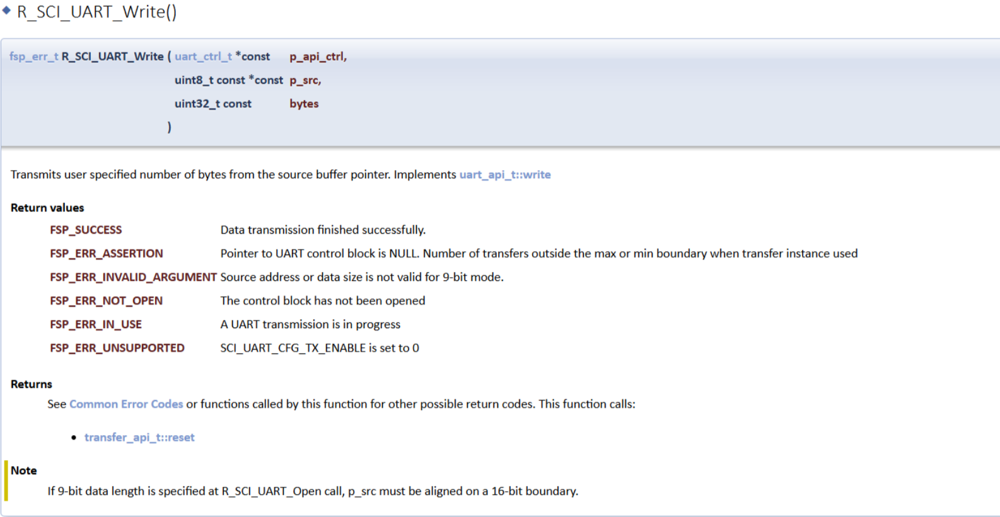 R_SCI_UART_Write()
fsp_err_t R_SCI_UART_Write ( uart_ctrl_t *const p_api_ctrl,
uint8_t const *const p_src,
uint32_t const bytes
)
Transmits user specified number of bytes from the source buffer pointer. Implements uart_api_t::write
Return values
FSP_SUCCESS Data transmission finished successfully.
FSP_ERR_ASSERTION Pointer to UART control block is NULL. Number of transfers outside the max or min boundary when transfer instance used
FSP_ERR_INVALID_ARGUMENT Source address or data size is not valid for 9-bit mode.
FSP_ERR_NOT_OPEN The control block has not been opened
FSP_ERR_IN_USE A UART transmission is in progress
FSP_ERR_UNSUPPORTED SCI_UART_CFG_TX_ENABLE is set to 0
Returns
See Common Error Codes or functions called by this function for other possible return codes. This function calls:
• transfer_api_t::reset
Note
If 9-bit data length is specified at R_SCI_UART_Open call, p_src must be aligned on a 16-bit boundary.